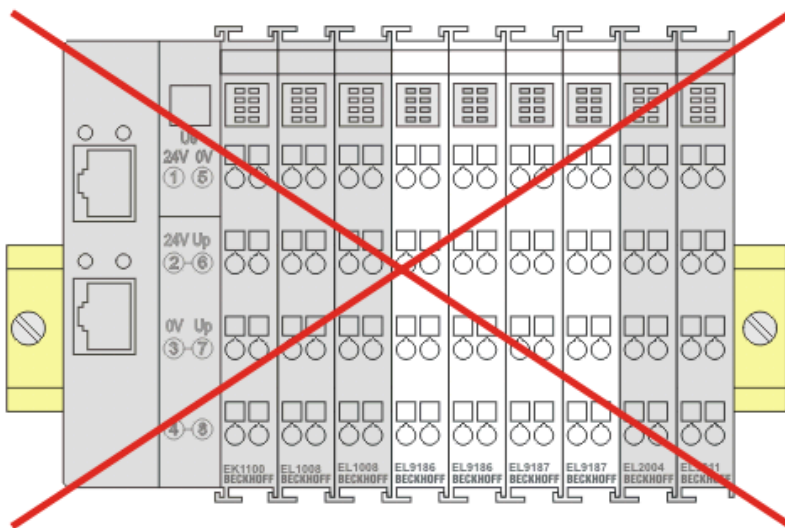 Us
24V 0V
1 5
24V Up
2 6
0V Up
3 7
4 8
EK1100 EL1008 EL1008 EL9186 EL9186 EL9187 EL9187 EL2004
BECKHOFF BECKHOFF BECKHOFF BECKHOFF BECKHOFF BECKHOFF BECKHOFF BECKHOFF BECKHOFF